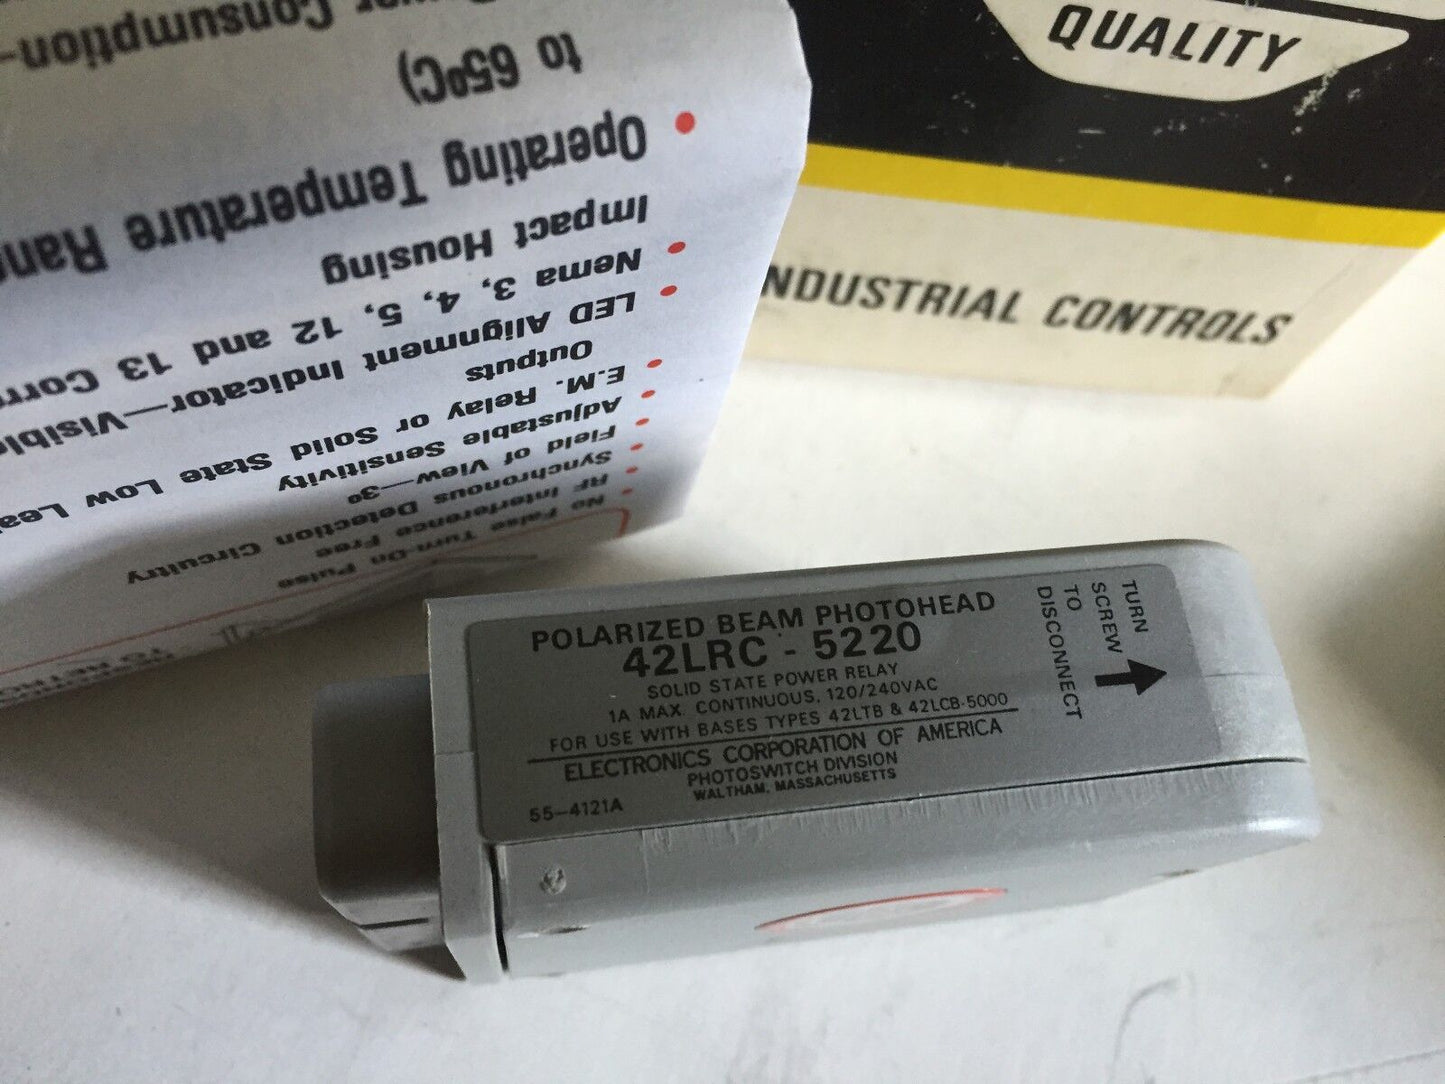 QUALITY
INDUSTRIAL CONTROLS
No False Turn-On Pulse
RF Interference Free
Synchronous Detection Circuitry
Field of View—3º
Adjustable Sensitivity
E.M. Relay or Solid State Low
Outputs
LED Alignment Indicator—Visible
Nema 3, 4, 5, 12 and 13
Impact Housing
Operating Temperature
to 65ºC)
Power Consumption—
POLARIZED BEAM PHOTOHEAD
42LRC - 5220
SOLID STATE POWER RELAY
1A MAX. CONTINUOUS, 120/240VAC
FOR USE WITH BASES TYPES 42LTB & 42LCB-5000
ELECTRONICS CORPORATION OF AMERICA
PHOTOSWITCH DIVISION
WALTHAM, MASSACHUSETTS
55-4121A
TURN
SCREW
TO
DISCONNECT